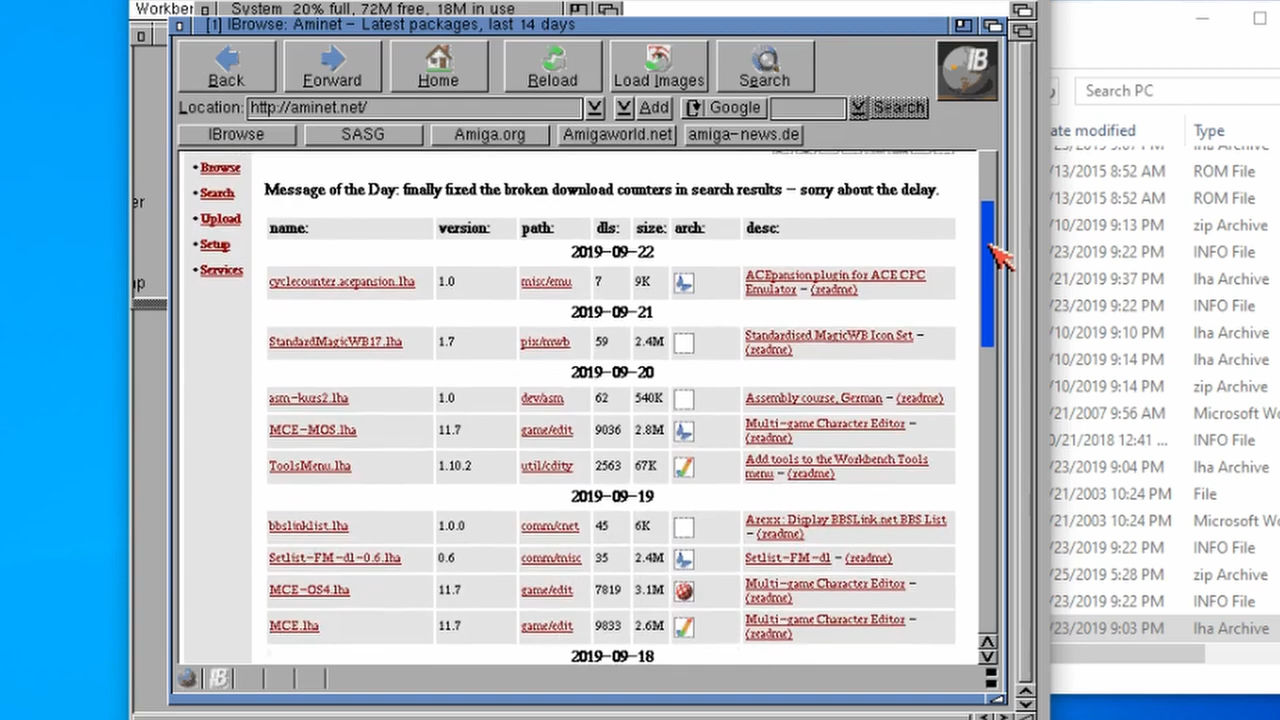 Workben
System 20% full, 72M free, 18M in use
[1] IBrowse: Aminet – Latest packages, last 14 days
Back
Forward
Home
Reload
Load Images
Search
IB
Location: http://aminet.net/
Add
Google
Search
IBrowse
SASG
Amiga.org
Amigaworld.net
amiga-news.de
• Browse
• Search
• Upload
• Setup
• Services
Message of the Day: finally fixed the broken download counters in search results – sorry about the delay.
name: version: path: dls: size: arch: desc:
2019-09-22
cyclecounter.acepansion.lha 1.0 misc/emu 7 9K ACEpansion plugin for ACE CPC
Emulator – (readme)
2019-09-21
StandardMagicWB17.lha 1.7 pix/mwb 59 2.4M Standardised MagicWB Icon Set –
(readme)
2019-09-20
asm-kurs2.lha 1.0 dev/asm 62 540K Assembly course, German – (readme)
MCE-MOS.lha 11.7 game/edit 9036 2.8M Multi-game Character Editor –
(readme)
ToolsMenu.lha 1.10.2 util/cdity 2563 67K Add tools to the Workbench Tools
menu – (readme)
2019-09-19
bbslinklist.lha 1.0.0 comm/cnet 45 6K Arexx: Display BBSLink.net BBS List
– (readme)
Setlist-FM-dl-0.6.lha 0.6 comm/misc 35 2.4M Setlist-FM-dl – (readme)
MCE-OS4.lha 11.7 game/edit 7819 3.1M Multi-game Character Editor –
(readme)
MCE.lha 11.7 game/edit 9833 2.6M Multi-game Character Editor –
(readme)
2019-09-18
IB
er
ap
Search PC
ate modified Type
/13/2015 8:52 AM ROM File
/13/2015 8:52 AM ROM File
/10/2019 9:13 PM zip Archive
/23/2019 9:22 PM INFO File
/21/2019 9:37 PM lha Archive
/23/2019 9:22 PM INFO File
/10/2019 9:10 PM lha Archive
/10/2019 9:14 PM lha Archive
/10/2019 9:14 PM zip Archive
/21/2007 9:56 AM Microsoft Wo
0/21/2018 12:41 ... INFO File
/23/2019 9:04 PM lha Archive
/21/2003 10:24 PM File
/21/2003 10:24 PM Microsoft Wo
/23/2019 9:22 PM INFO File
/25/2019 5:28 PM zip Archive
/23/2019 9:22 PM INFO File
/23/2019 9:03 PM lha Archive